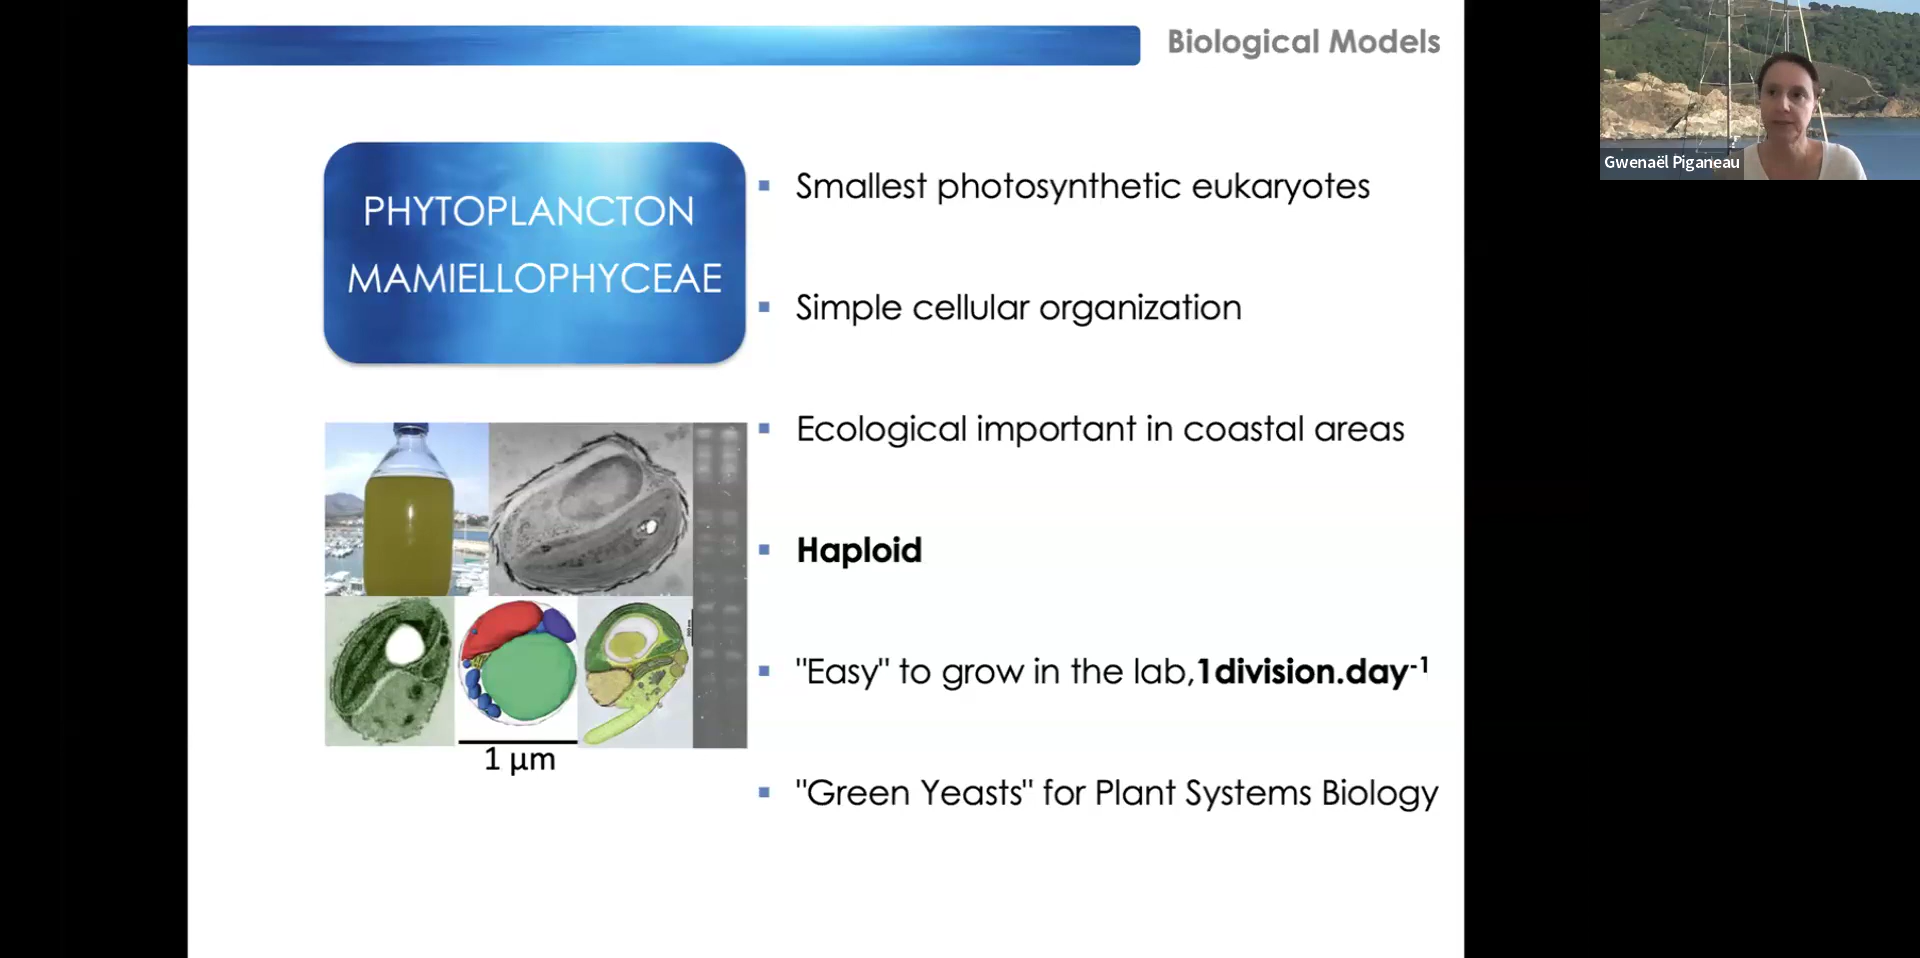 Biological Models
Gwenaël Piganeau
PHYTOPLANCTON
MAMIELLOPHYCEAE
Smallest photosynthetic eukaryotes
Simple cellular organization
Ecological important in coastal areas
Haploid
"Easy" to grow in the lab,1division.day-1
"Green Yeasts" for Plant Systems Biology
1 µm